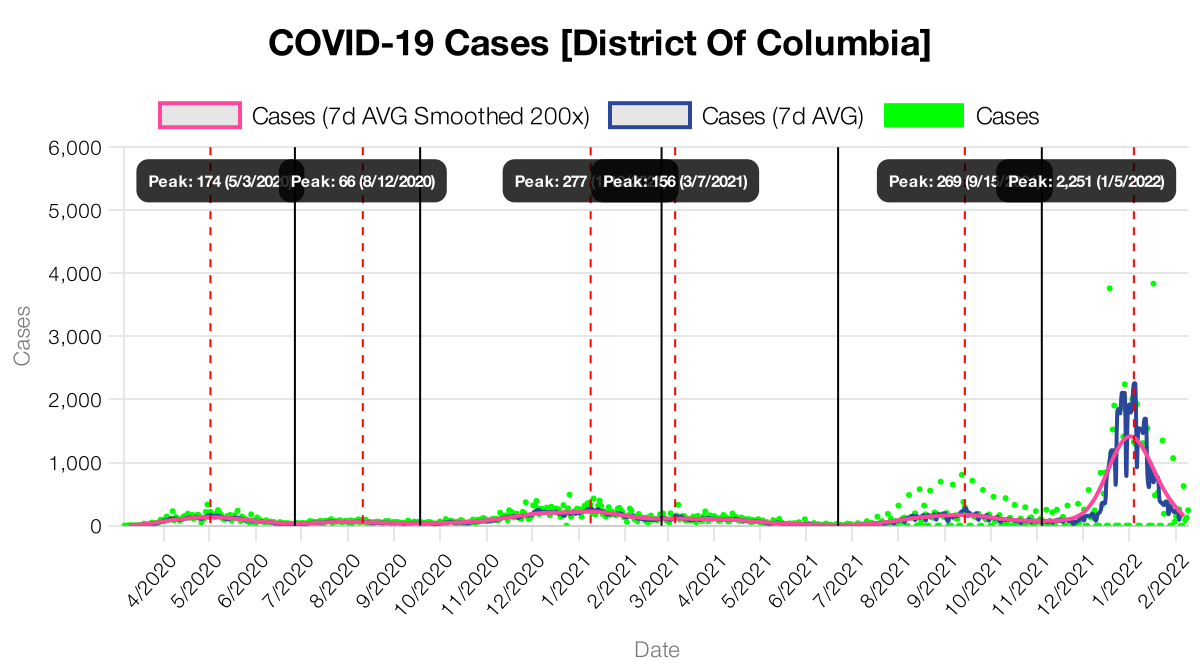 COVID-19 Cases [District Of Columbia]
Cases (7d AVG Smoothed 200x)
Cases (7d AVG)
Cases
6,000
5,000
4,000
3,000
2,000
1,000
0
Peak: 174 (5/3/2020
Peak: 66 (8/12/2020)
Peak: 277
Peak: 156 (3/7/2021)
Peak: 269 (9/15
Peak: 2,251 (1/5/2022)
Cases
4/2020
5/2020
6/2020
7/2020
8/2020
9/2020
10/2020
11/2020
12/2020
1/2021
2/2021
3/2021
4/2021
5/2021
6/2021
7/2021
8/2021
9/2021
10/2021
11/2021
12/2021
1/2022
2/2022
Date